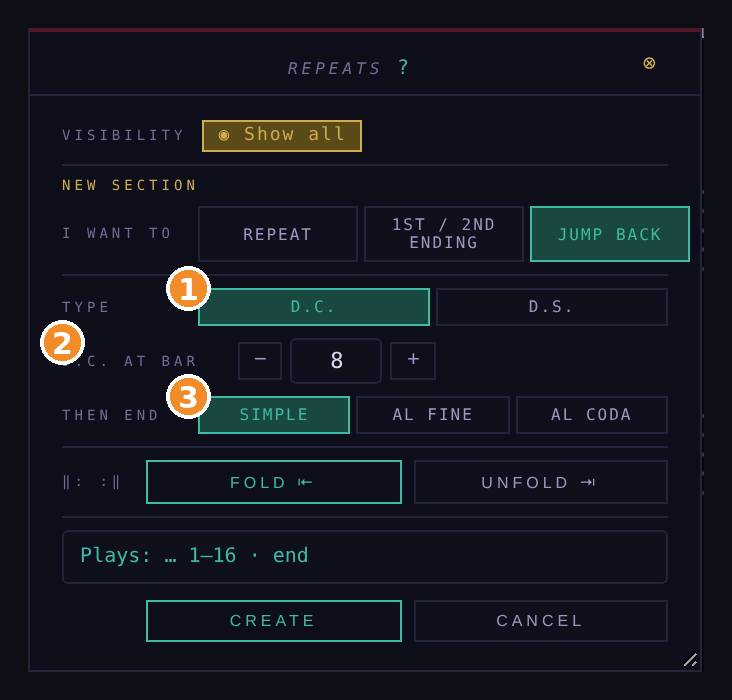 REPEATS ? ⊗
VISIBILITY ◉ Show all
NEW SECTION
I WANT TO REPEAT 1ST / 2ND ENDING JUMP BACK
1
TYPE D.C. D.S.
2
.C. AT BAR − 8 +
3
THEN END SIMPLE AL FINE AL CODA
‖: :‖ FOLD ⇤ UNFOLD ⇥
Plays: … 1–16 · end
CREATE CANCEL